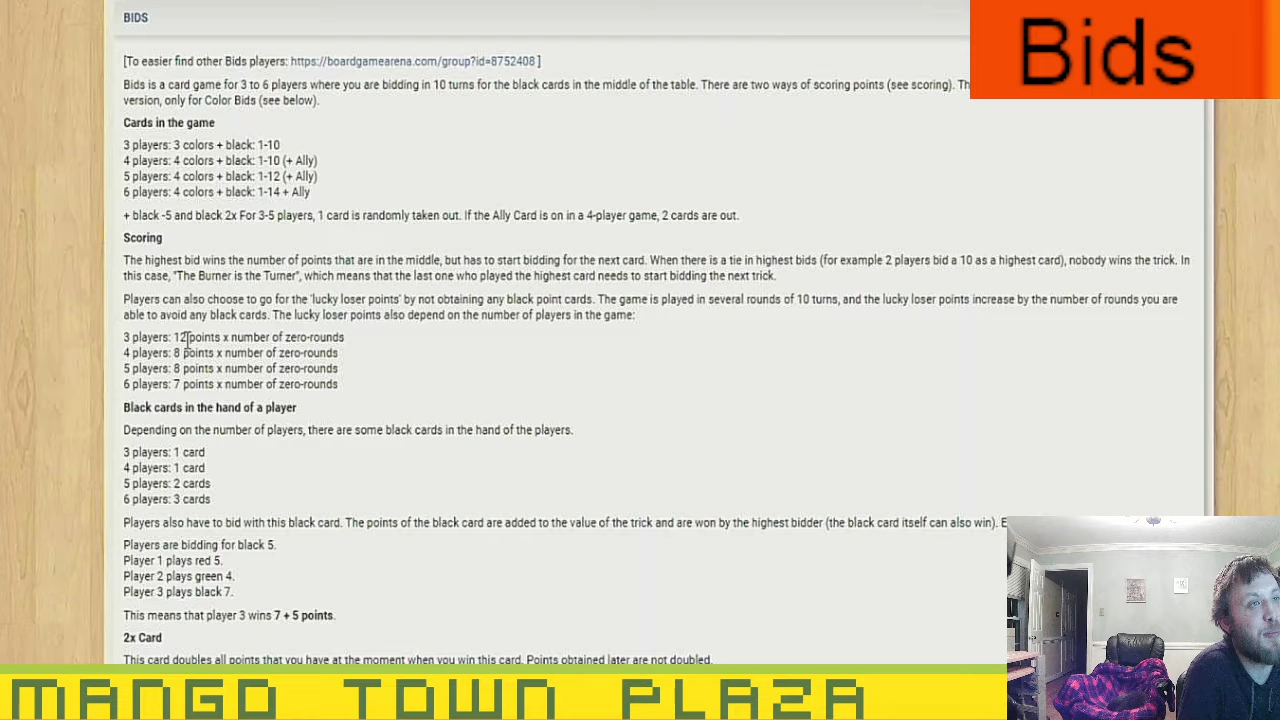 BIDS
Bids
[To easier find other Bids players: https://boardgamearena.com/group?id=8752408 ]
Bids is a card game for 3 to 6 players where you are bidding in 10 turns for the black cards in the middle of the table. There are two ways of scoring points (see scoring).
version, only for Color Bids (see below).
Cards in the game
3 players: 3 colors + black: 1-10
4 players: 4 colors + black: 1-10 (+ Ally)
5 players: 4 colors + black: 1-12 (+ Ally)
6 players: 4 colors + black: 1-14 + Ally
+ black -5 and black 2x For 3-5 players, 1 card is randomly taken out. If the Ally Card is on in a 4-player game, 2 cards are out.
Scoring
The highest bid wins the number of points that are in the middle, but has to start bidding for the next card. When there is a tie in highest bids (for example 2 players bid a 10 as a highest card), nobody wins the trick. In
this case, "The Burner is the Turner", which means that the last one who played the highest card needs to start bidding the next trick.
Players can also choose to go for the 'lucky loser points' by not obtaining any black point cards. The game is played in several rounds of 10 turns, and the lucky loser points increase by the number of rounds you are
able to avoid any black cards. The lucky loser points also depend on the number of players in the game:
3 players: 12 points x number of zero-rounds
4 players: 8 points x number of zero-rounds
5 players: 8 points x number of zero-rounds
6 players: 7 points x number of zero-rounds
Black cards in the hand of a player
Depending on the number of players, there are some black cards in the hand of the players.
3 players: 1 card
4 players: 1 card
5 players: 2 cards
6 players: 3 cards
Players also have to bid with this black card. The points of the black card are added to the value of the trick and are won by the highest bidder (the black card itself can also win).
Players are bidding for black 5.
Player 1 plays red 5.
Player 2 plays green 4.
Player 3 plays black 7.
This means that player 3 wins 7 + 5 points.
2x Card
This card doubles all points that you have at the moment when you win this card. Points obtained later are not doubled.
MANGO TOWN PLAZA